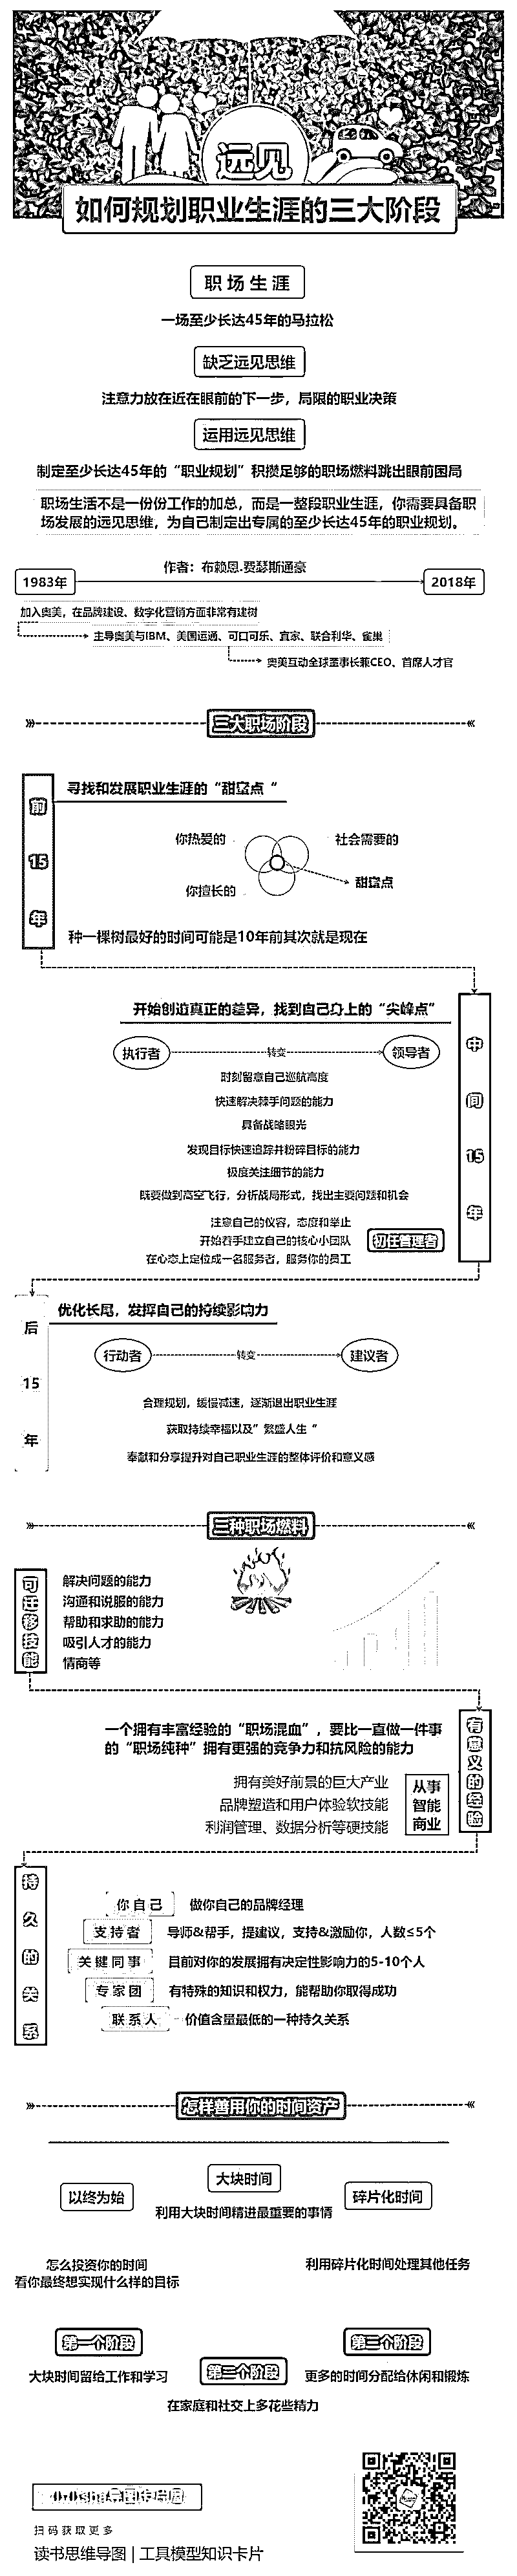 远见
如何规划职业生涯的三大阶段
职场生涯
一场至少长达45年的马拉松
缺乏远见思维
注意力放在近在眼前的下一步，局限的职业决策
运用远见思维
制定至少长达45年的“职业规划”积攒足够的职场燃料跳出眼前困局
职场生活不是一份份工作的加总，而是一整段职业生涯，你需要具备职
场发展的远见思维，为自己制定出专属的至少长达45年的职业规划。
作者：布赖恩.费瑟斯通豪
1983年
2018年
加入奥美，在品牌建设、数字化营销方面非常有建树
主导奥美与IBM、美国运通、可口可乐、宜家、联合利华、雀巢
奥美互动全球董事长兼CEO、首席人才官
三大职场阶段
前15年
寻找和发展职业生涯的“甜蜜点“
你热爱的
社会需要的
你擅长的
甜蜜点
种一棵树最好的时间可能是10年前其次就是现在
中间15年
开始创造真正的差异，找到自己身上的“尖峰点”
执行者
转变
领导者
时刻留意自己巡航高度
快速解决棘手问题的能力
具备战略眼光
发现目标快速追踪并粉碎目标的能力
极度关注细节的能力
既要做到高空飞行，分析战局形式，找出主要问题和机会
注意自己的仪容，态度和举止
开始着手建立自己的核心小团队
在心态上定位成一名服务者，服务你的员工
初任管理者
后15年
优化长尾，发挥自己的持续影响力
行动者
转变
建议者
合理规划，缓慢减速，逐渐退出职业生涯
获取持续幸福以及”繁盛人生“
奉献和分享提升对自己职业生涯的整体评价和意义感
三种职场燃料
可迁移技能
解决问题的能力
沟通和说服的能力
帮助和求助的能力
吸引人才的能力
情商等
有意义的经验
一个拥有丰富经验的“职场混血”，要比一直做一件事
的“职场纯种”拥有更强的竞争力和抗风险的能力
拥有美好前景的巨大产业
品牌塑造和用户体验软技能
利润管理、数据分析等硬技能
从事
智能
商业
持久的关系
你自己
做你自己的品牌经理
支持者
导师&帮手，提建议，支持&激励你，人数≤5个
关键同事
目前对你的发展拥有决定性影响力的5-10个人
专家团
有特殊的知识和权力，能帮助你取得成功
联系人
价值含量最低的一种持久关系
怎样善用你的时间资产
以终为始
大块时间
碎片化时间
利用大块时间精进最重要的事情
怎么投资你的时间
看你最终想实现什么样的目标
利用碎片化时间处理其他任务
第一个阶段
第二个阶段
第三个阶段
大块时间留给工作和学习
更多的时间分配给休闲和锻炼
在家庭和社交上多花些精力
扫码获取更多
读书思维导图 | 工具模型知识卡片